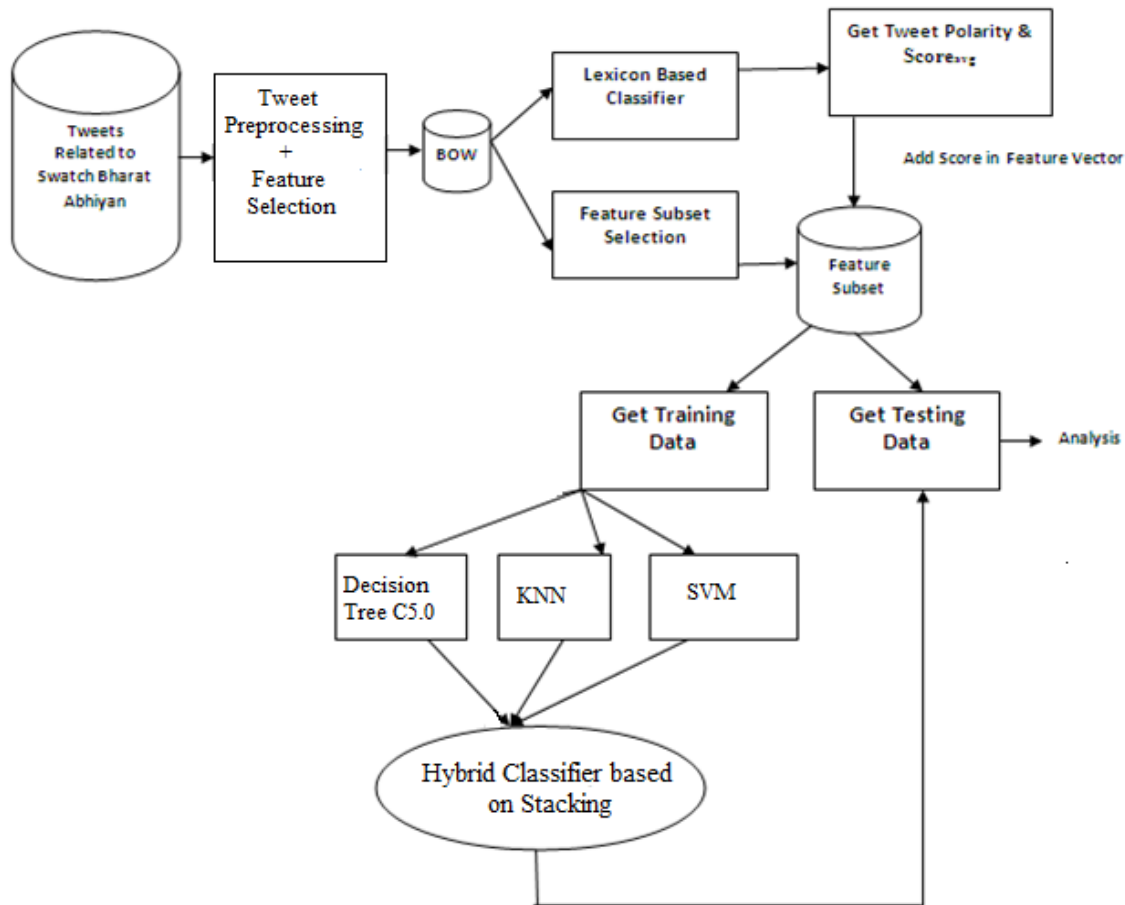 Tweets
Related to
Swatch Bharat
Abhiyan
Tweet
Preprocessing
+
Feature
Selection
BOW
Lexicon Based
Classifier
Get Tweet Polarity &
Scoreavg
Add Score in Feature Vector
Feature Subset
Selection
Feature
Subset
Get Training
Data
Get Testing
Data
Analysis
Decision
Tree C5.0
KNN
SVM
Hybrid Classifier based
on Stacking